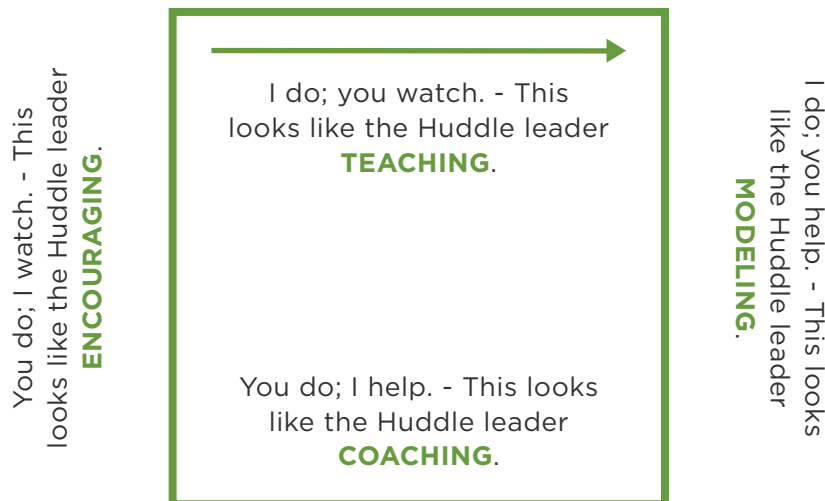 I do; you watch. - This
looks like the Huddle leader
TEACHING.
I do; you help. - This looks
like the Huddle leader
MODELING.
You do; I help. - This looks
like the Huddle leader
COACHING.
You do; I watch. - This
looks like the Huddle leader
ENCOURAGING.